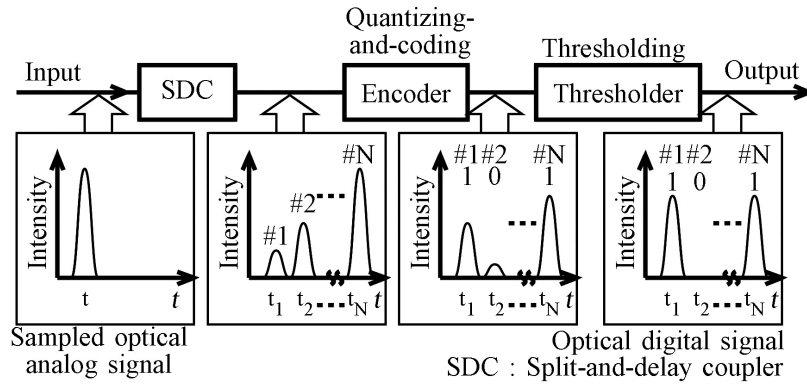 Quantizing-
and-coding
Thresholding
Input
SDC
Encoder
Thresholder
Output
Intensity
t
t
Intensity
#1
#2
#N
t1 t2 tN t
Intensity
#1 #2 #N
1 0 1
t1 t2 tN t
Intensity
#1 #2 #N
1 0 1
t1 t2 tN t
Sampled optical
analog signal
Optical digital signal
SDC : Split-and-delay coupler